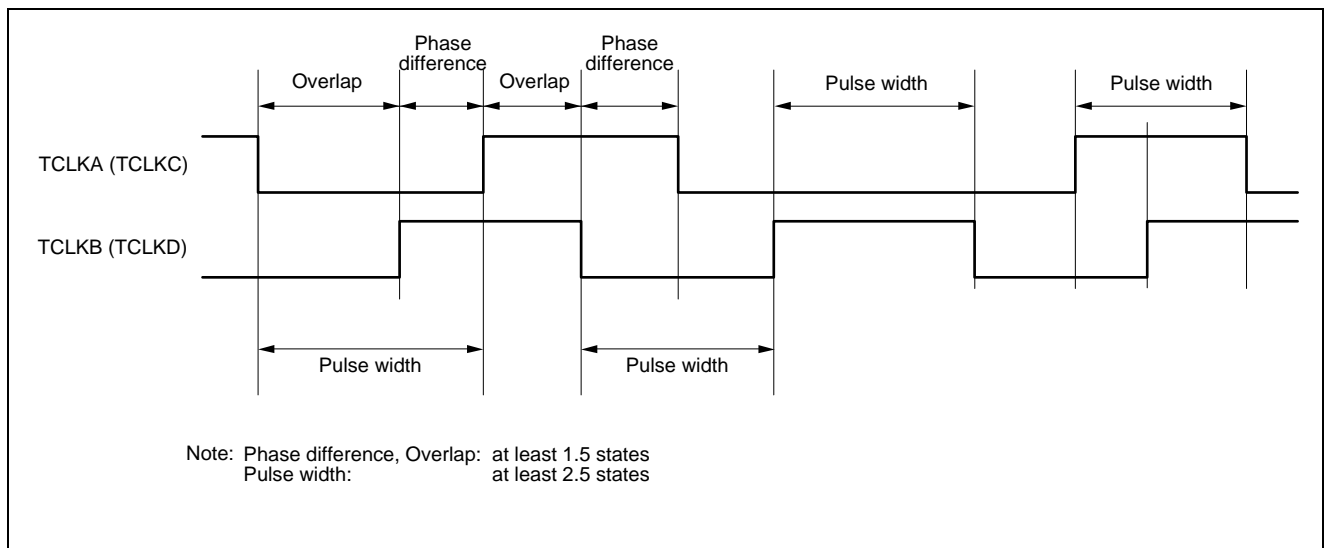 Phase
difference
Phase
difference
Overlap
Overlap
Pulse width
Pulse width
TCLKA (TCLKC)
TCLKB (TCLKD)
Pulse width
Pulse width
Note: Phase difference, Overlap: at least 1.5 states
Pulse width: at least 2.5 states